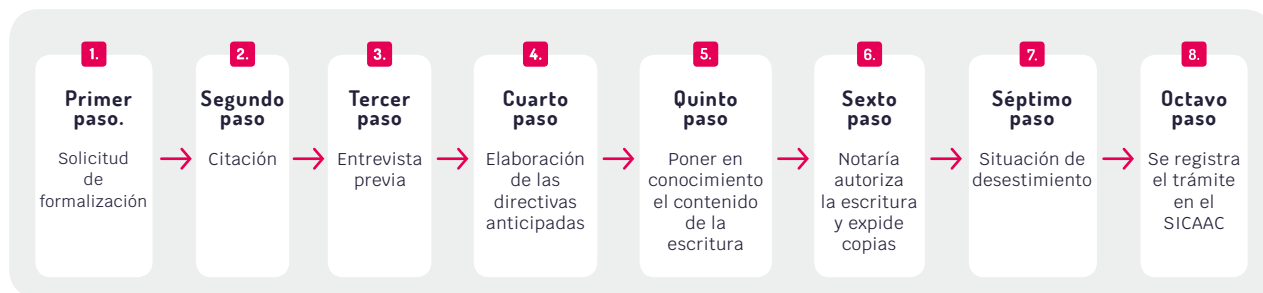 1.
Primer
paso.
Solicitud
de
formalización
2.
Segundo
paso
Citación
3.
Tercer
paso
Entrevista
previa
4.
Cuarto
paso
Elaboración
de las
directivas
anticipadas
5.
Quinto
paso
Poner en
conocimiento
el contenido
de la
escritura
6.
Sexto
paso
Notaría
autoriza
la escritura
y expide
copias
7.
Séptimo
paso
Situación de
desestimiento
8.
Octavo
paso
Se registra
el trámite
en el
SICAAC